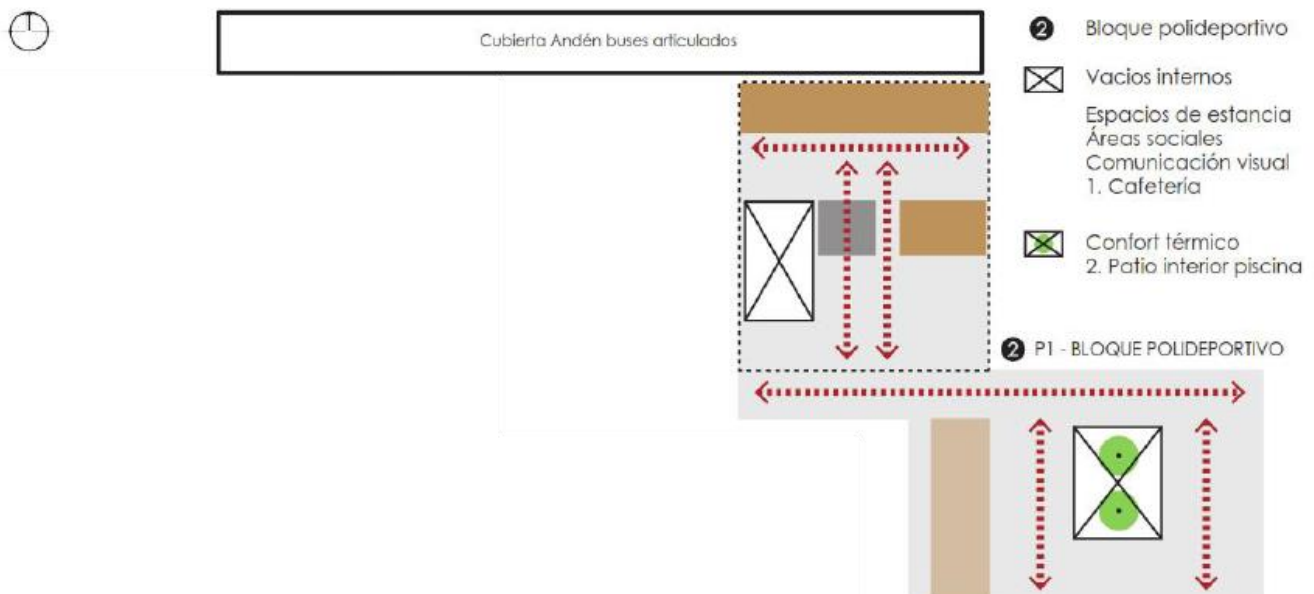 Cubierta Andén buses articulados
2 Bloque polideportivo
Vacios internos
Espacios de estancia
Áreas sociales
Comunicación visual
1. Cafetería
Confort térmico
2. Patio interior piscina
2 P1 - BLOQUE POLIDEPORTIVO